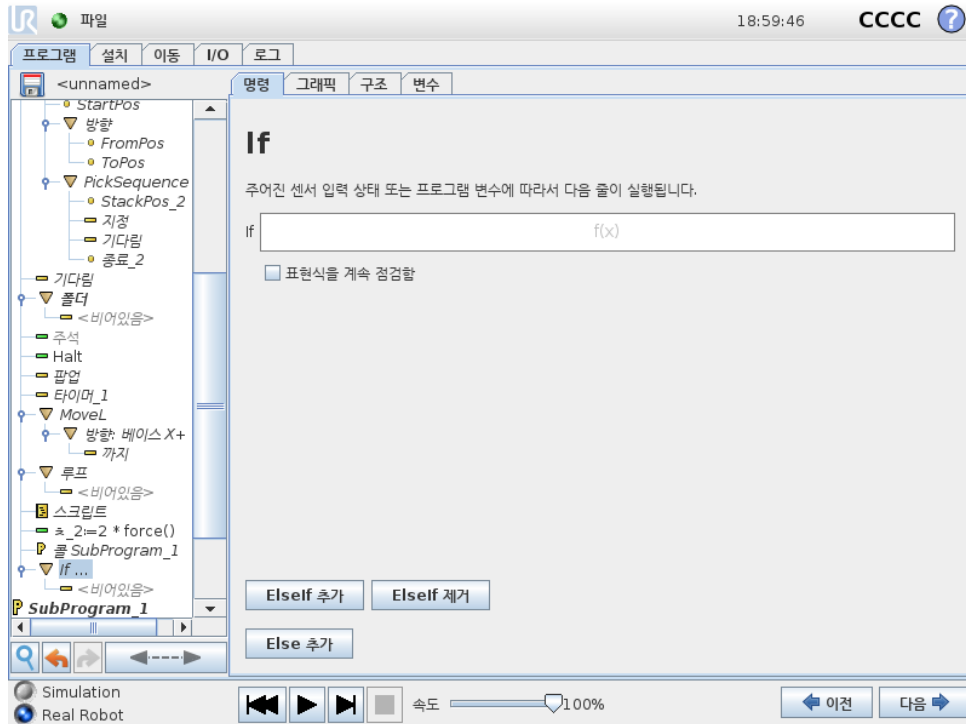 UR 파일 18:59:46 CCCC ?
프로그램 설치 이동 I/O 로그
<unnamed>
명령 그래픽 구조 변수
StartPos
방향
FromPos
ToPos
PickSequence
StackPos_2
지정
기다림
종료_2
기다림
폴더
<비어있음>
주석
Halt
팝업
타이머_1
MoveL
방향: 베이스 X+
까지
루프
<비어있음>
스크립트
ㅊ_2:=2 * force()
콜 SubProgram_1
If ...
<비어있음>
SubProgram_1
If
주어진 센서 입력 상태 또는 프로그램 변수에 따라서 다음 줄이 실행됩니다.
If f(x)
표현식을 계속 점검함
ElseIf 추가 ElseIf 제거
Else 추가
Simulation
Real Robot
속도 100%
이전 다음